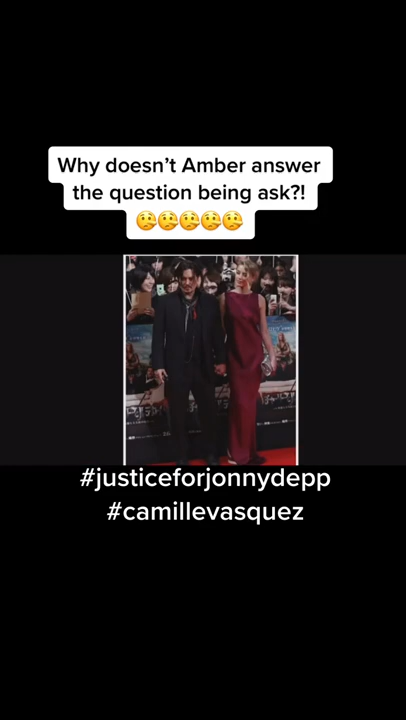 Why doesn’t Amber answer
the question being ask?!
🤥🤥🤥🤥🤥
#justiceforjonnydepp
#camillevasquez